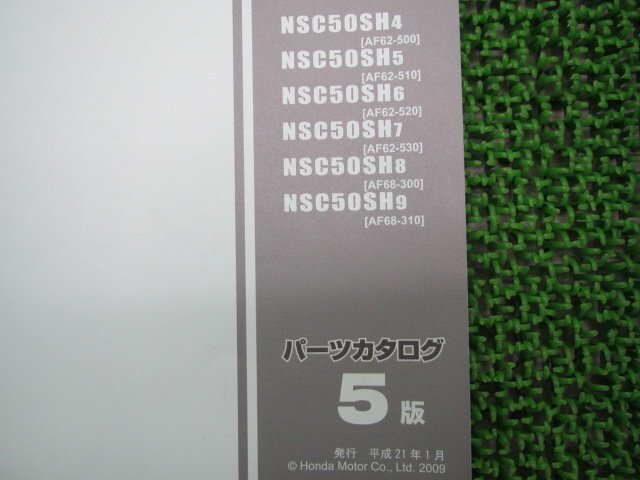 NSC50SH4
[AF62-500]
NSC50SH5
[AF62-510]
NSC50SH6
[AF62-520]
NSC50SH7
[AF62-530]
NSC50SH8
[AF68-300]
NSC50SH9
[AF68-310]
パーツカタログ
5版
発行 平成21年1月
© Honda Motor Co., Ltd. 2009